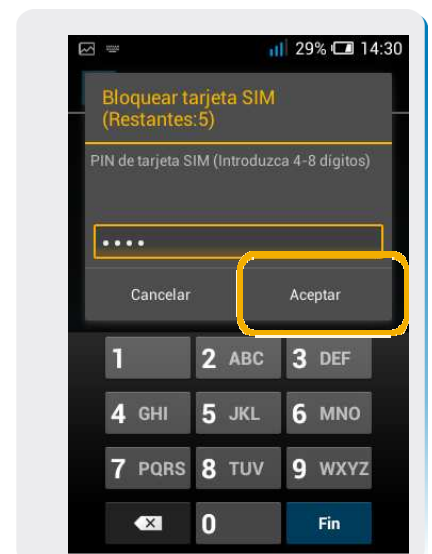 29% 14:30
Bloquear tarjeta SIM
(Restantes:5)
PIN de tarjeta SIM (Introduzca 4-8 dígitos)
••••
Cancelar Aceptar
1 2 ABC 3 DEF
4 GHI 5 JKL 6 MNO
7 PQRS 8 TUV 9 WXYZ
0 Fin